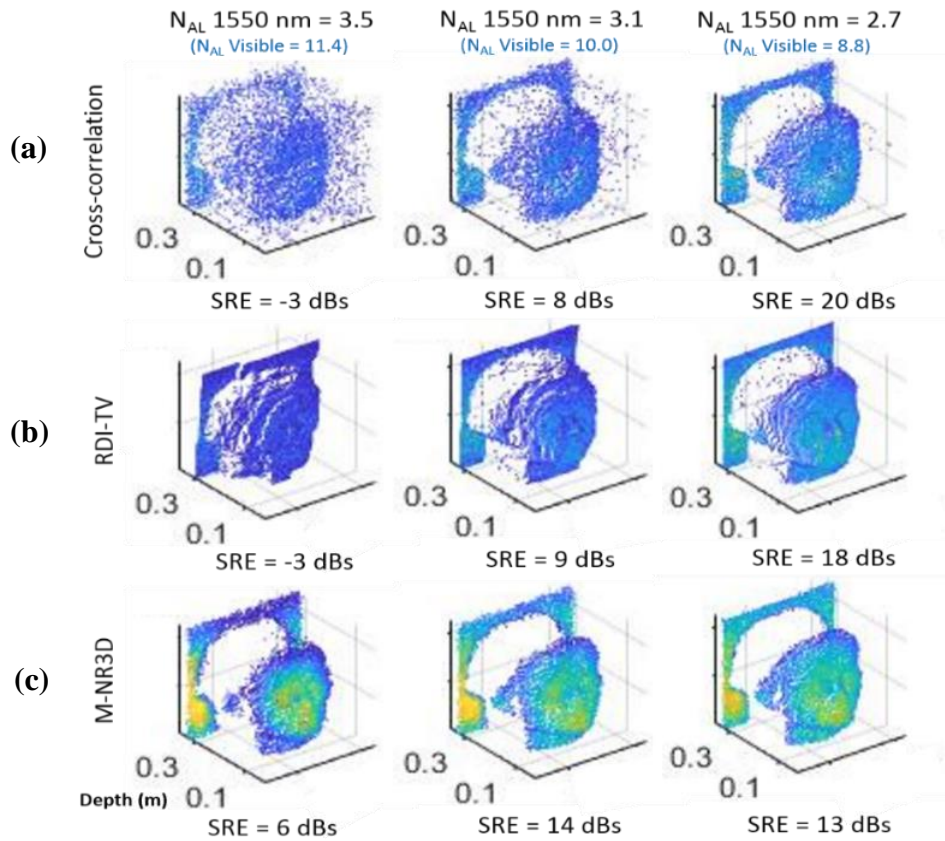 N_AL 1550 nm = 3.5
(N_AL Visible = 11.4)
N_AL 1550 nm = 3.1
(N_AL Visible = 10.0)
N_AL 1550 nm = 2.7
(N_AL Visible = 8.8)
(a)
Cross-correlation
0.3
0.1
0.3
0.1
0.3
0.1
SRE = -3 dBs
SRE = 8 dBs
SRE = 20 dBs
(b)
RDI-TV
0.3
0.1
0.3
0.1
0.3
0.1
SRE = -3 dBs
SRE = 9 dBs
SRE = 18 dBs
(c)
M-NR3D
0.3
Depth (m)
0.1
0.3
0.1
0.3
0.1
SRE = 6 dBs
SRE = 14 dBs
SRE = 13 dBs